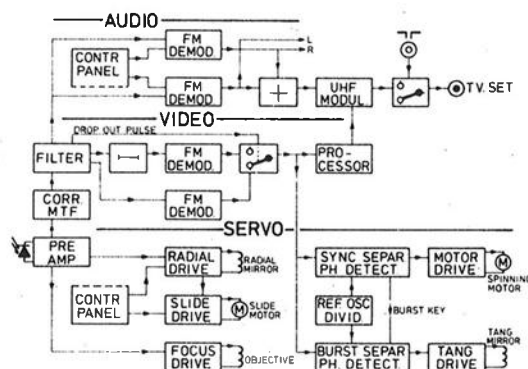 AUDIO
FM
DEMOD.
L
R
CONTR
PANEL
FM
DEMOD.
+
UHF
MODUL
TV. SET
VIDEO
DROP OUT PULSE
FILTER
FM
DEMOD.
PRO-
CESSOR
FM
DEMOD.
CORR.
MTF
SERVO
PRE
AMP
RADIAL
DRIVE
RADIAL
MIRROR
SYNC SEPAR
PH. DETECT
MOTOR
DRIVE
M
SPINNING
MOTOR
CONTR
PANEL
SLIDE
DRIVE
M
SLIDE
MOTOR
REF OSC
DIVID.
BURST KEY
FOCUS
DRIVE
OBJECTIVE
BURST SEPAR
PH. DETECT.
TANG
DRIVE
TANG
MIRROR